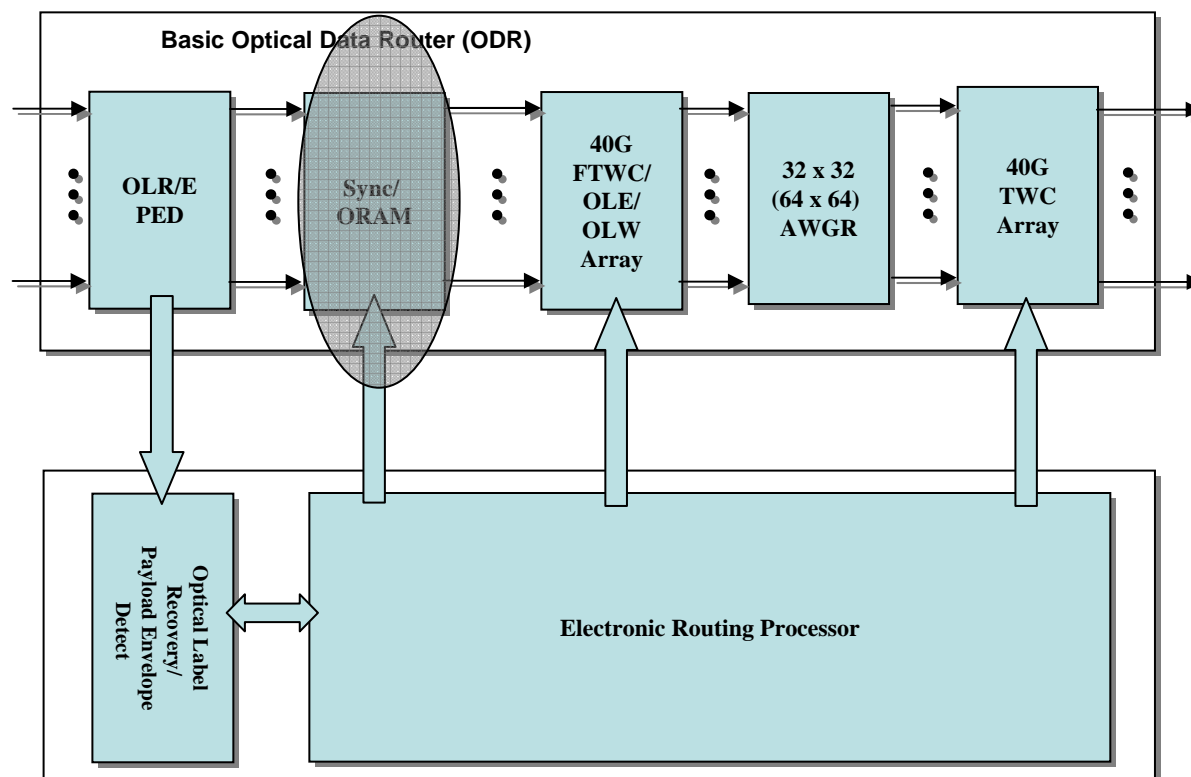 Basic Optical Data Router (ODR)
OLR/E
PED
Sync/
ORAM
40G
FTWC/
OLE/
OLW
Array
32 x 32
(64 x 64)
AWGR
40G
TWC
Array
Optical Label
Recovery/
Payload Envelope
Detect
Electronic Routing Processor